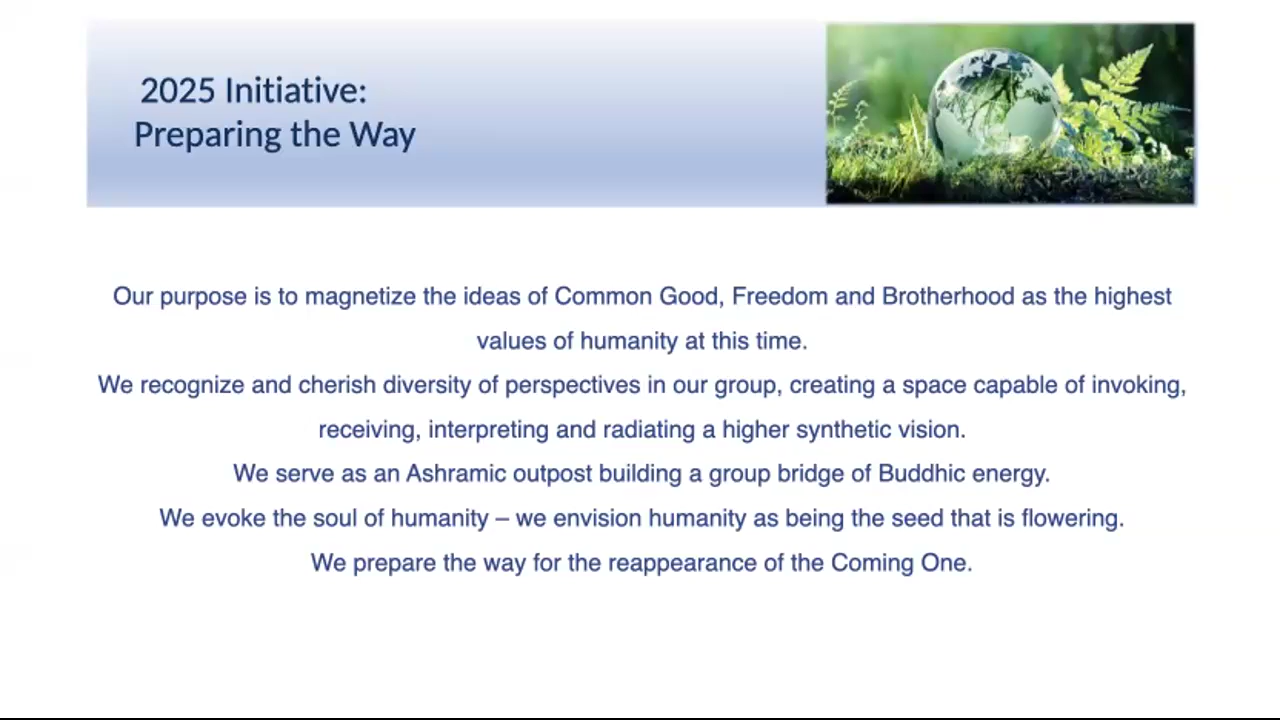 2025 Initiative:
Preparing the Way
Our purpose is to magnetize the ideas of Common Good, Freedom and Brotherhood as the highest
values of humanity at this time.
We recognize and cherish diversity of perspectives in our group, creating a space capable of invoking,
receiving, interpreting and radiating a higher synthetic vision.
We serve as an Ashramic outpost building a group bridge of Buddhic energy.
We evoke the soul of humanity – we envision humanity as being the seed that is flowering.
We prepare the way for the reappearance of the Coming One.